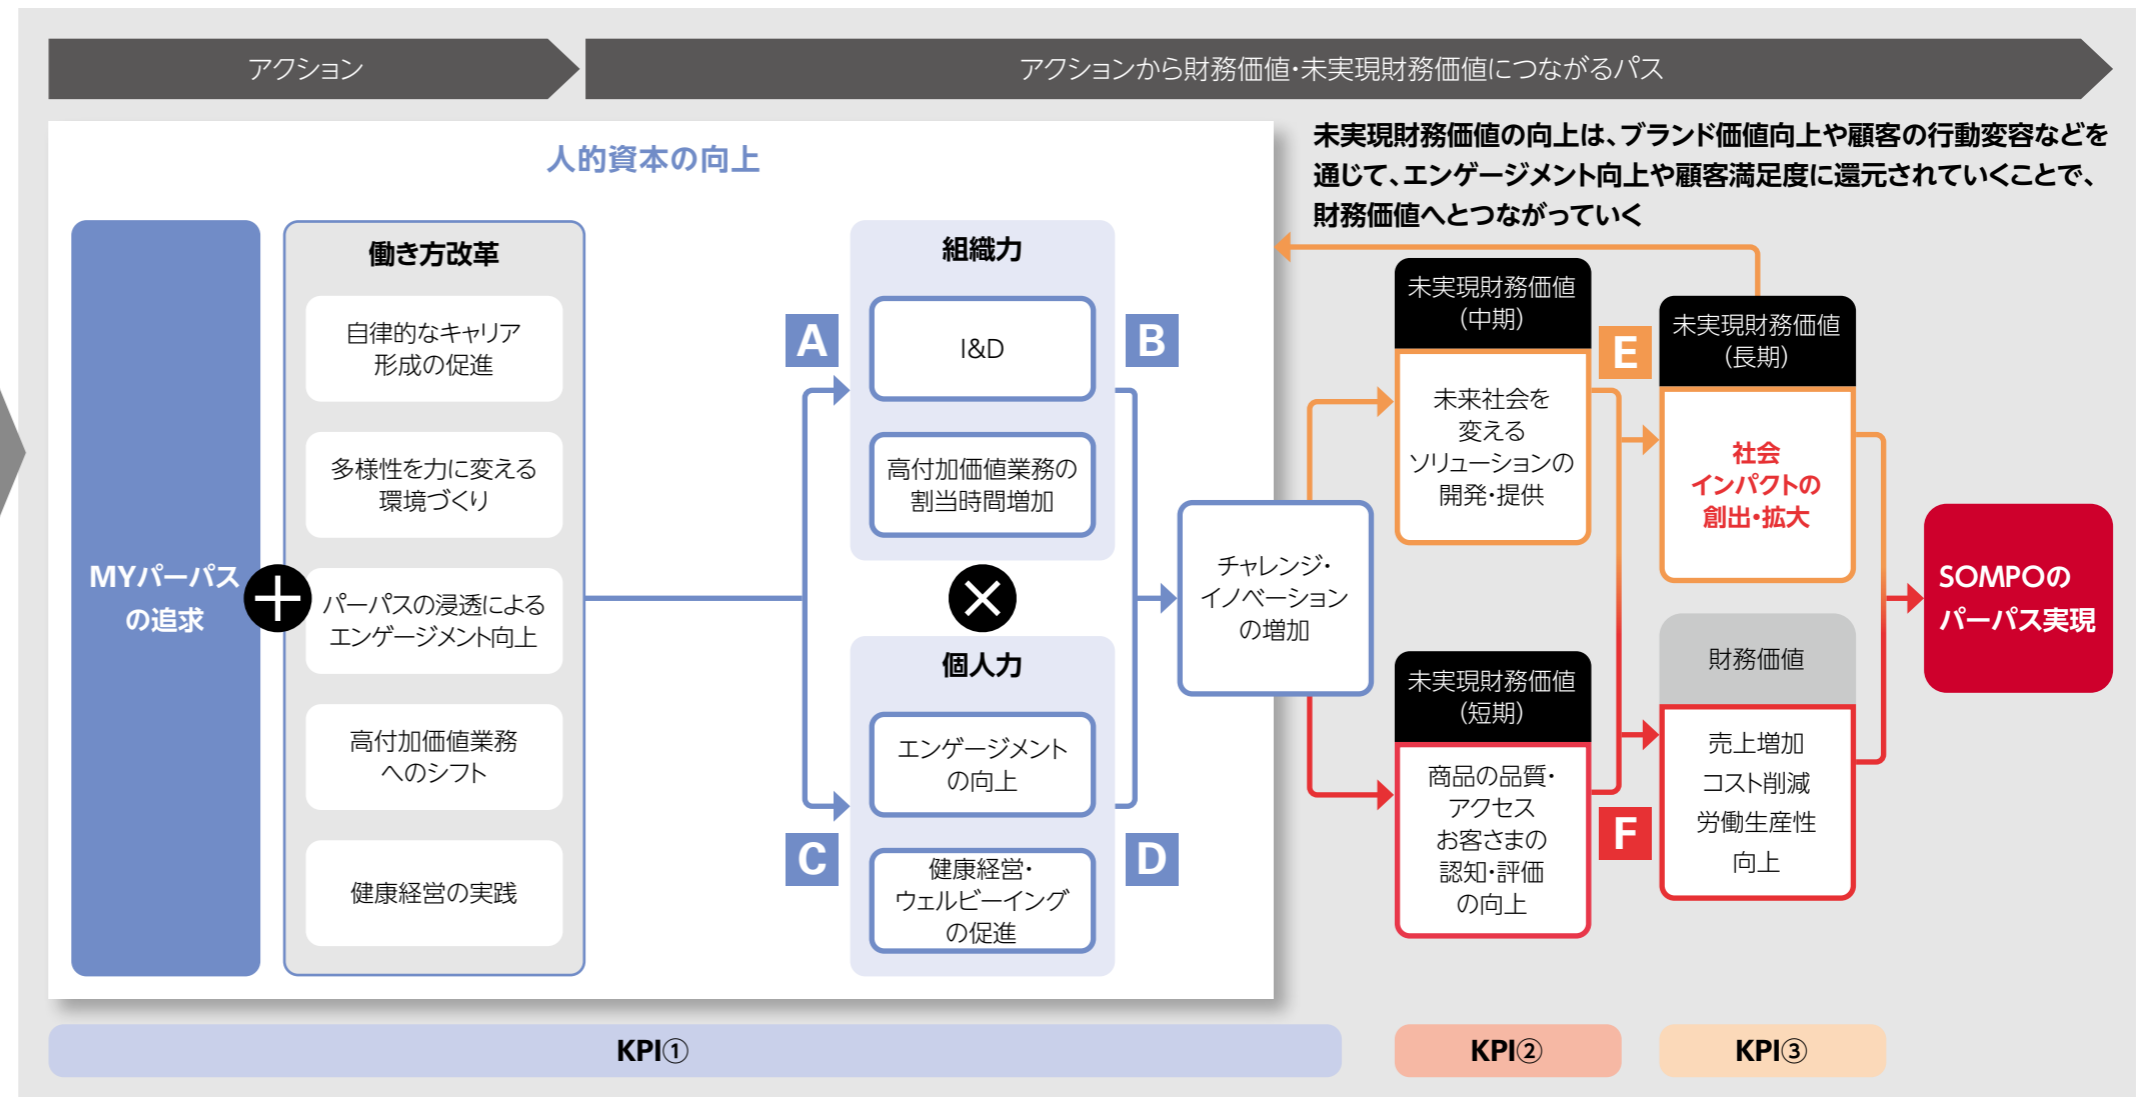 アクション
アクションから財務価値・未実現財務価値につながるパス
人的資本の向上
未実現財務価値の向上は、ブランド価値向上や顧客の行動変容などを
通じて、エンゲージメント向上や顧客満足度に還元されていくことで、
財務価値へとつながっていく
MYパーパス
の追求
＋
働き方改革
自律的なキャリア
形成の促進
多様性を力に変える
環境づくり
パーパスの浸透による
エンゲージメント向上
高付加価値業務
へのシフト
健康経営の実践
A
B
C
D
組織力
I&D
高付加価値業務の
割当時間増加
×
個人力
エンゲージメント
の向上
健康経営・
ウェルビーイング
の促進
チャレンジ・
イノベーション
の増加
未実現財務価値
（中期）
未来社会を
変える
ソリューションの
開発・提供
未実現財務価値
（短期）
商品の品質・
アクセス
お客さまの
認知・評価
の向上
E
F
未実現財務価値
（長期）
社会
インパクトの
創出・拡大
財務価値
売上増加
コスト削減
労働生産性
向上
SOMPOの
パーパス実現
KPI①
KPI②
KPI③